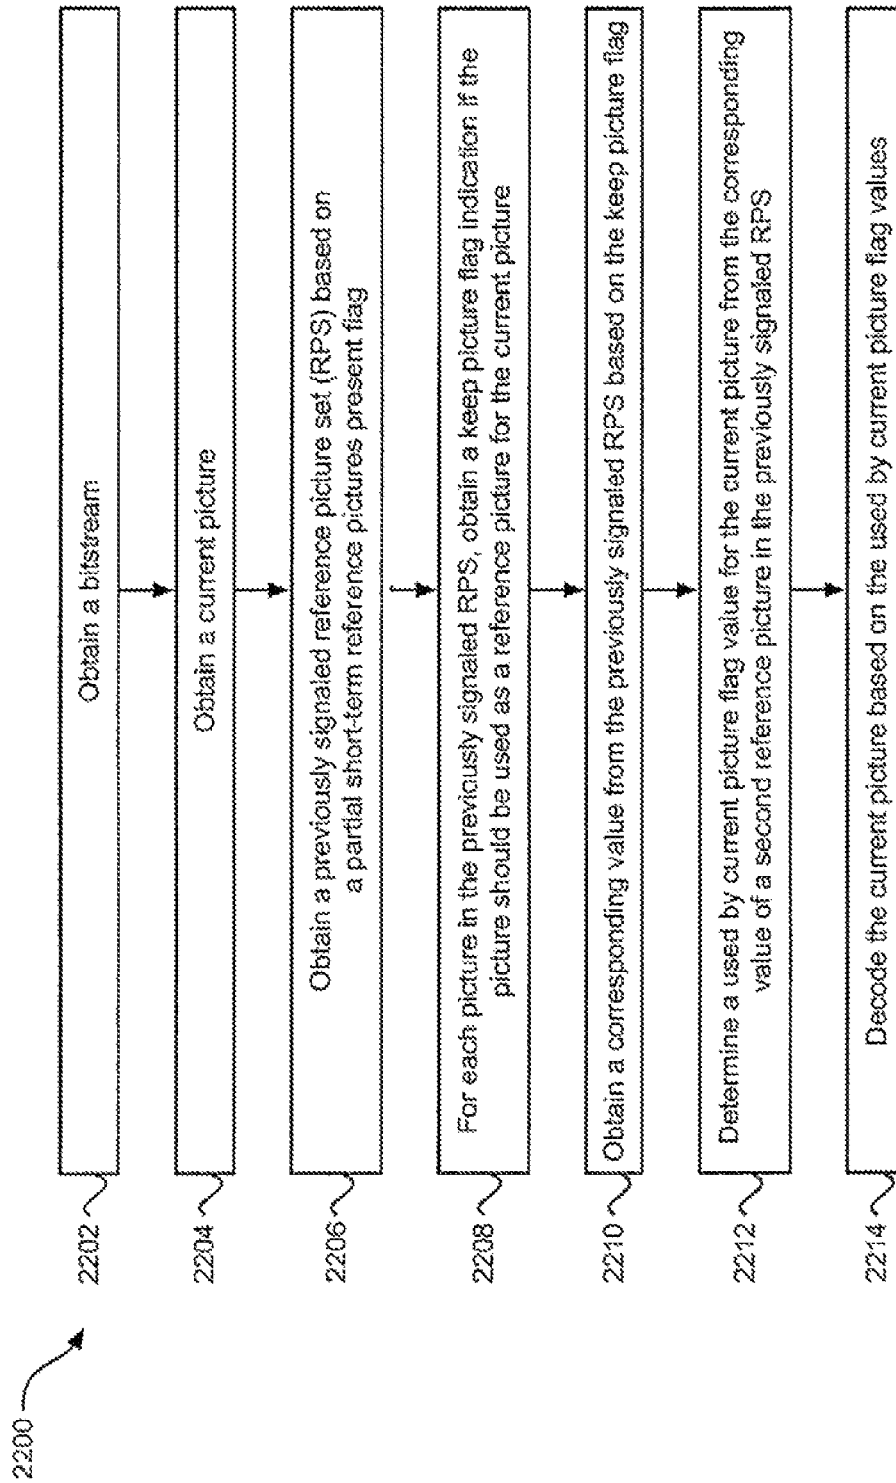 2200
2202
Obtain a bitstream
2204
Obtain a current picture
2206
Obtain a previously signaled reference picture set (RPS) based on
a partial short-term reference pictures present flag
2208
For each picture in the previously signaled RPS, obtain a keep picture flag indication if the
picture should be used as a reference picture for the current picture
2210
Obtain a corresponding value from the previously signaled RPS based on the keep picture flag
2212
Determine a used by current picture flag value for the current picture from the corresponding
value of a second reference picture in the previously signaled RPS
2214
Decode the current picture based on the used by current picture flag values